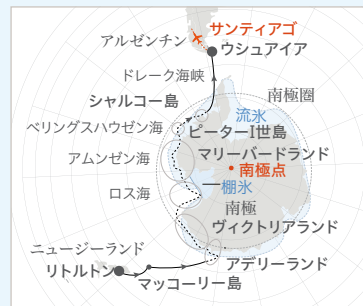 サンティアゴ
アルゼンチン
ウシュアイア
ドレーク海峡
シャルコー島
南極圏
流氷
ベリングスハウゼン海
ピーターI世島
アムンゼン海
マリーバードランド
南極点
棚氷
ロス海
南極
ヴィクトリアランド
ニュージーランド
アデリーランド
リトルトン
マッコーリー島